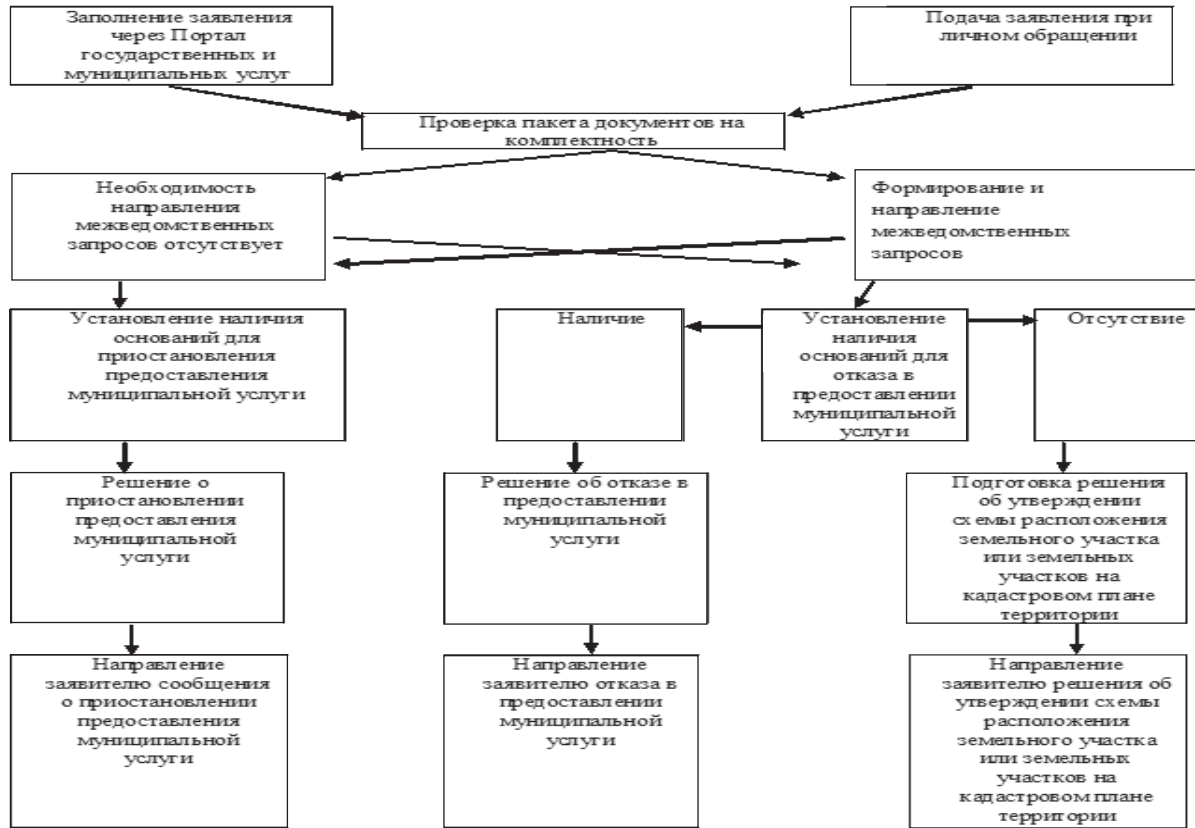 Заполнение заявления
через Портал
государственных и
муниципальных услуг
Подача заявления при
личном обращении
Проверка пакета документов на
комплектность
Необходимость
направления
межведомственных
запросов отсутствует
Формирование и
направление
межведомственных
запросов
Установление наличия
оснований для
приостановления
предоставления
муниципальной услуги
Наличие
Установление
наличия
оснований для
отказа в
предоставлении
муниципальной
услуги
Отсутствие
Решение о
приостановлении
предоставления
муниципальной
услуги
Решение об отказе в
предоставлении
муниципальной
услуги
Подготовка решения
об утверждении
схемы расположения
земельного участка
или земельных
участков на
кадастровом плане
территории
Направление
заявителю сообщения
о приостановлении
предоставления
муниципальной
услуги
Направление
заявителю отказа в
предоставлении
муниципальной
услуги
Направление
заявителю решения об
утверждении схемы
расположения
земельного участка
или земельных
участков на
кадастровом плане
территории